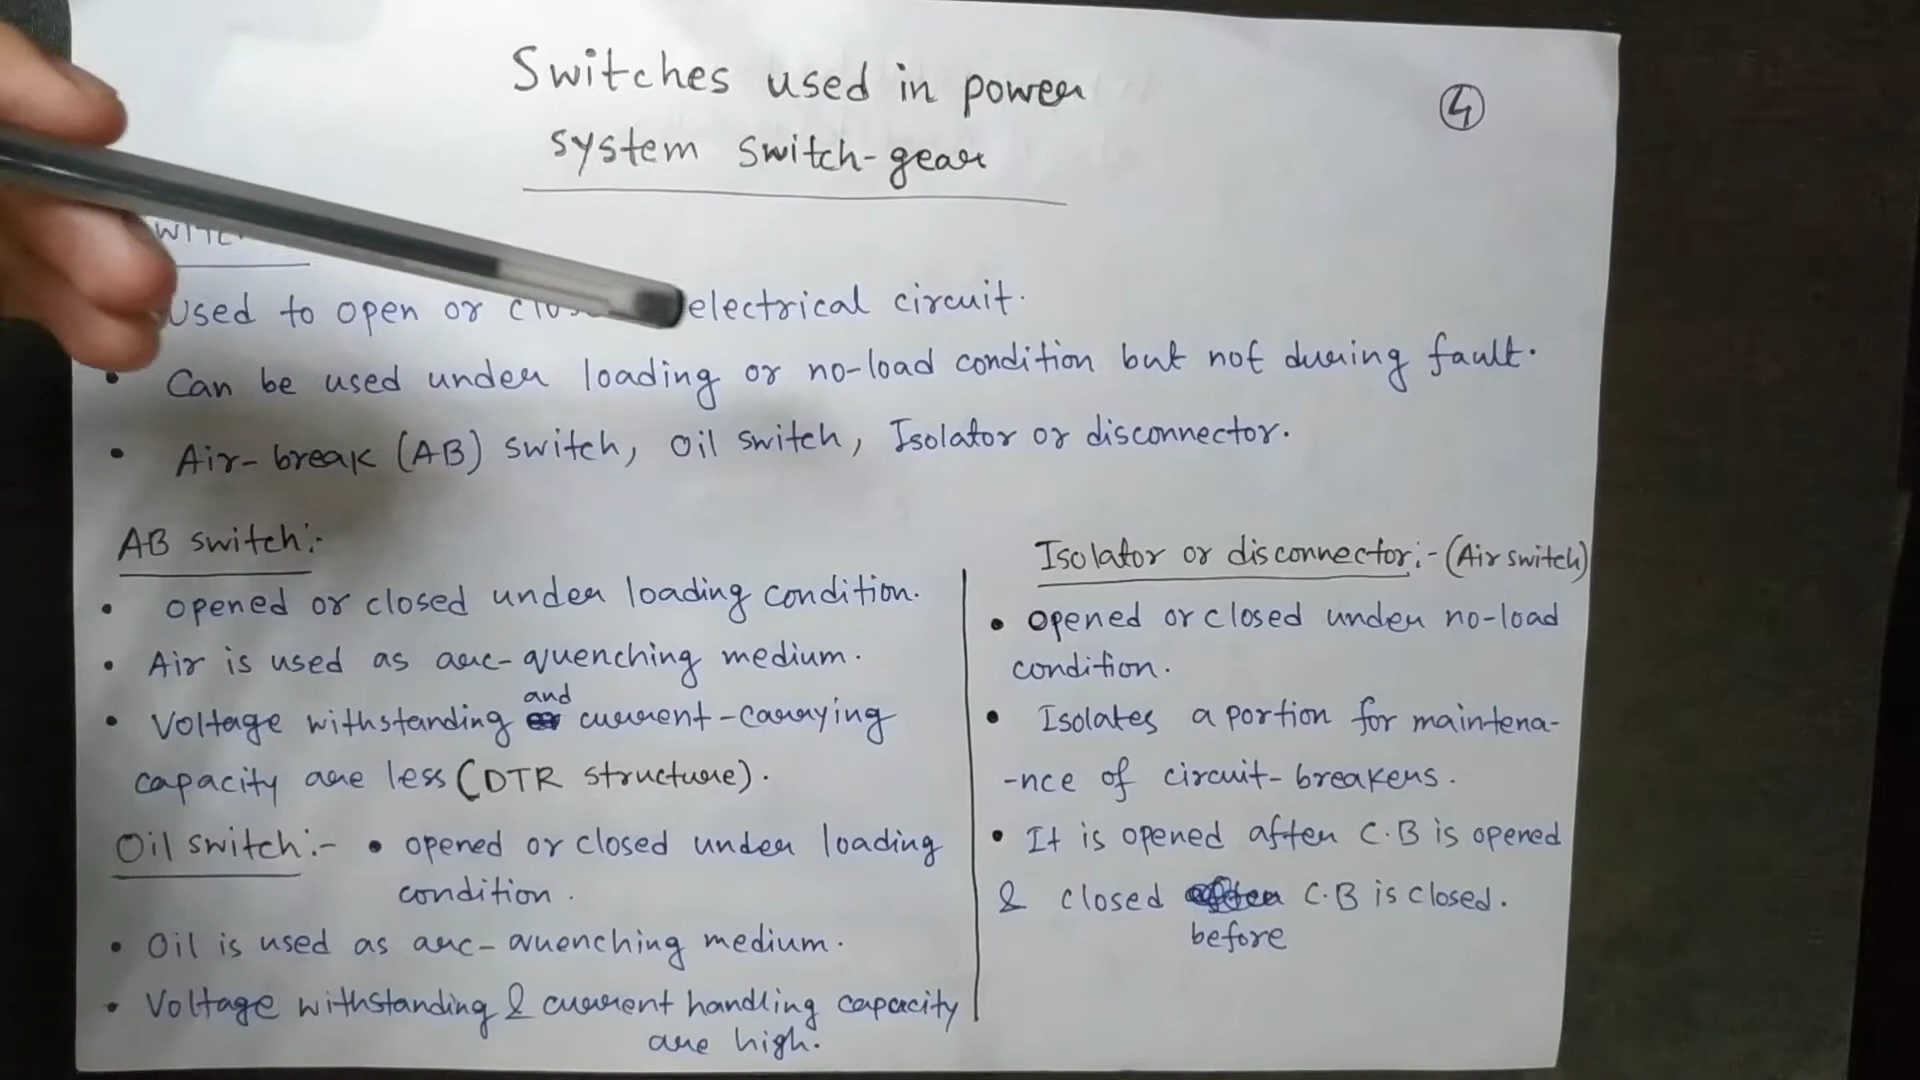 Switches used in power
system switch-gear
4
WITC
Used to open or clos electrical circuit.
• Can be used under loading or no-load condition but not during fault.
• Air-break (AB) switch, Oil switch, Isolator or disconnector.
AB switch:-
• opened or closed under loading condition.
• Air is used as arc-quenching medium.
• Voltage withstanding and current-carrying
capacity are less (DTR structure).
Oil switch:- • opened or closed under loading
condition.
• Oil is used as arc-quenching medium.
• Voltage withstanding & current handling capacity
are high.
Isolator or disconnector:- (Air switch)
• opened or closed under no-load
condition.
• Isolates a portion for maintena-
-nce of circuit-breakers.
• It is opened after C.B is opened
& closed before C.B is closed.